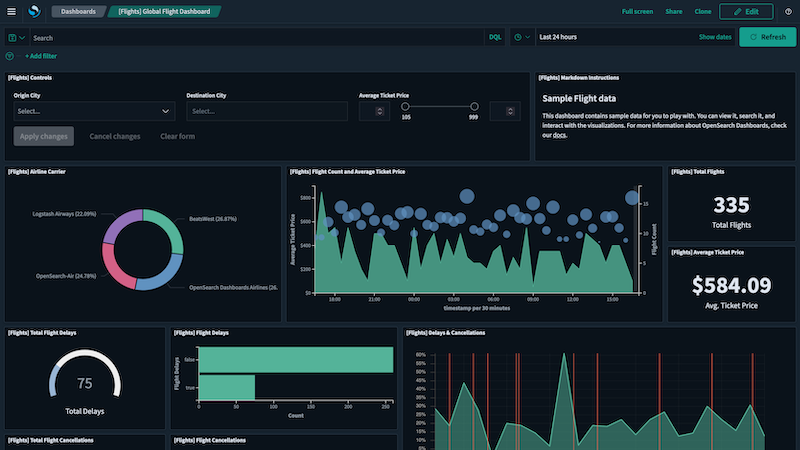 Dashboards
[Flights] Global Flight Dashboard
Full screen
Share
Clone
Edit
Search
DQL
Last 24 hours
Show dates
Refresh
+ Add filter
[Flights] Controls
Origin City
Destination City
Average Ticket Price
Select...
Select...
105
999
Apply changes
Cancel changes
Clear form
[Flights] Markdown Instructions
Sample Flight data
This dashboard contains sample data for you to play with. You can view it, search it, and
interact with the visualizations. For more information about OpenSearch Dashboards, check
our docs.
[Flights] Airline Carrier
Logstash Airways (22.09%)
BeatsWest (26.87%)
OpenSearch-Air (24.78%)
OpenSearch Dashboards Airlines (26.
[Flights] Flight Count and Average Ticket Price
Average Ticket Price
$800
$600
$400
$200
$0
18:00
21:00
00:00
03:00
06:00
09:00
12:00
15:00
timestamp per 30 minutes
15
10
5
0
Flight Count
[Flights] Total Flights
335
Total Flights
[Flights] Average Ticket Price
$584.09
Avg. Ticket Price
[Flights] Total Flight Delays
75
Total Delays
[Flights] Flight Delays
Flight Delays
false
true
0
50
100
150
200
250
Count
[Flights] Delays & Cancellations
60%
55%
50%
45%
40%
35%
30%
25%
20%
15%
10%
5%
[Flights] Total Flight Cancellations
[Flights] Flight Cancellations